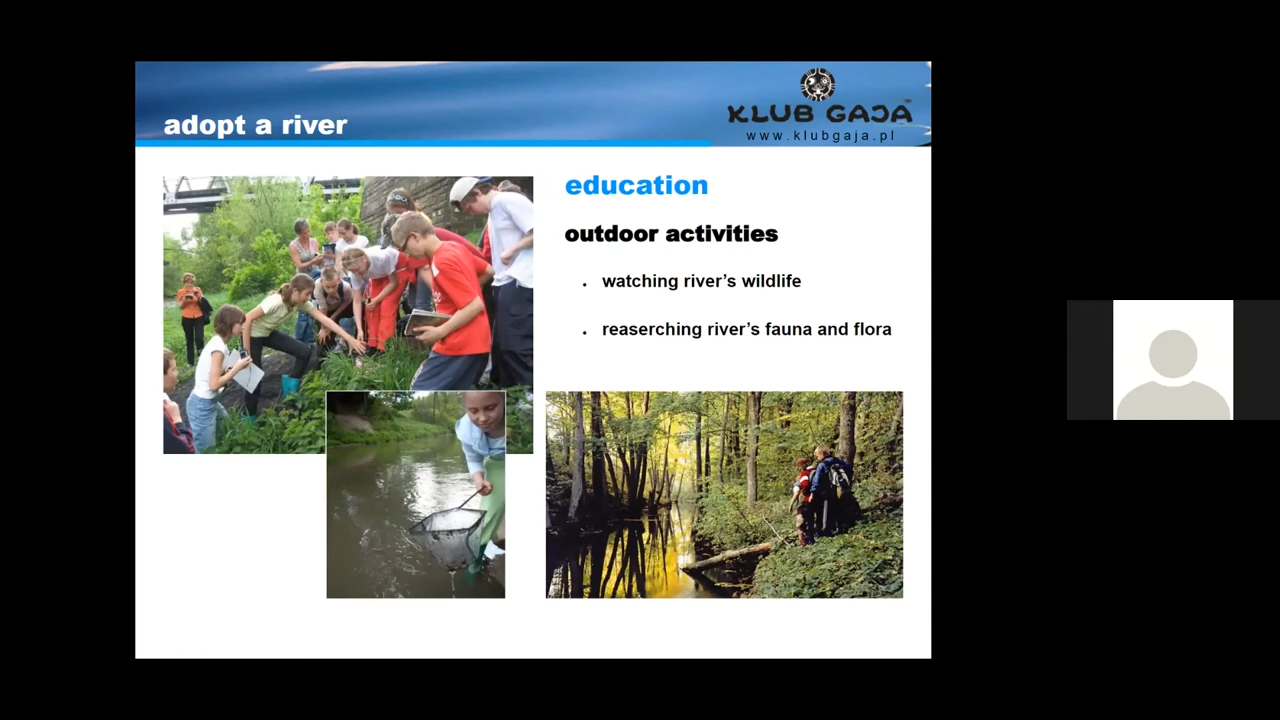 adopt a river
KLUB GAJA
www.klubgaja.pl
education
outdoor activities
• watching river’s wildlife
• reaserching river’s fauna and flora